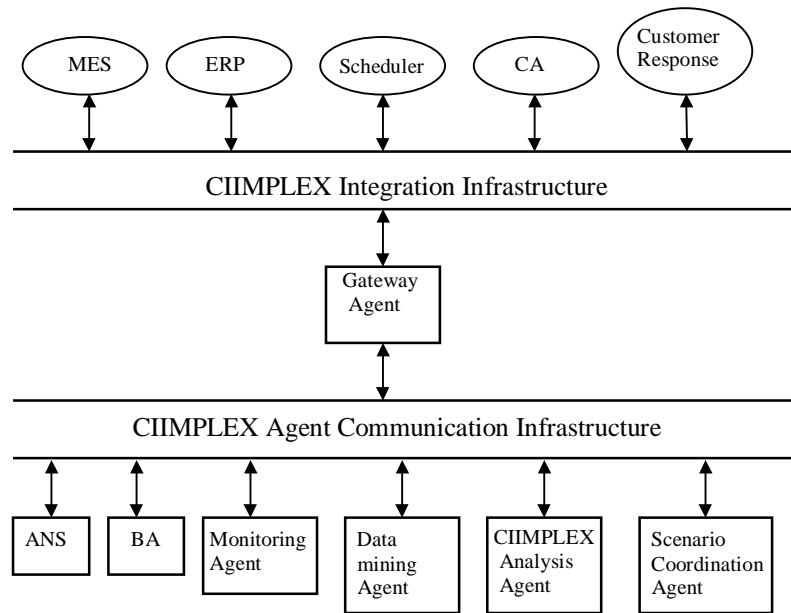 MES
ERP
Scheduler
CA
Customer
Response
CIIMPLEX Integration Infrastructure
Gateway
Agent
CIIMPLEX Agent Communication Infrastructure
ANS
BA
Monitoring
Agent
Data
mining
Agent
CIIMPLEX
Analysis
Agent
Scenario
Coordination
Agent